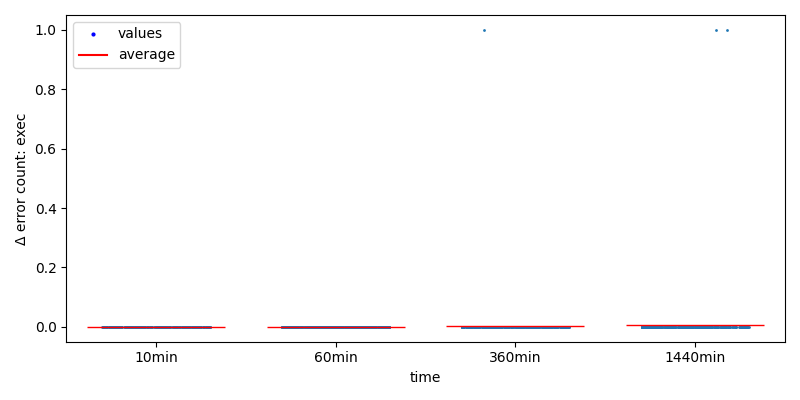 1.0
0.8
0.6
0.4
0.2
0.0
Δ error count: exec
values
average
10min
60min
360min
1440min
time